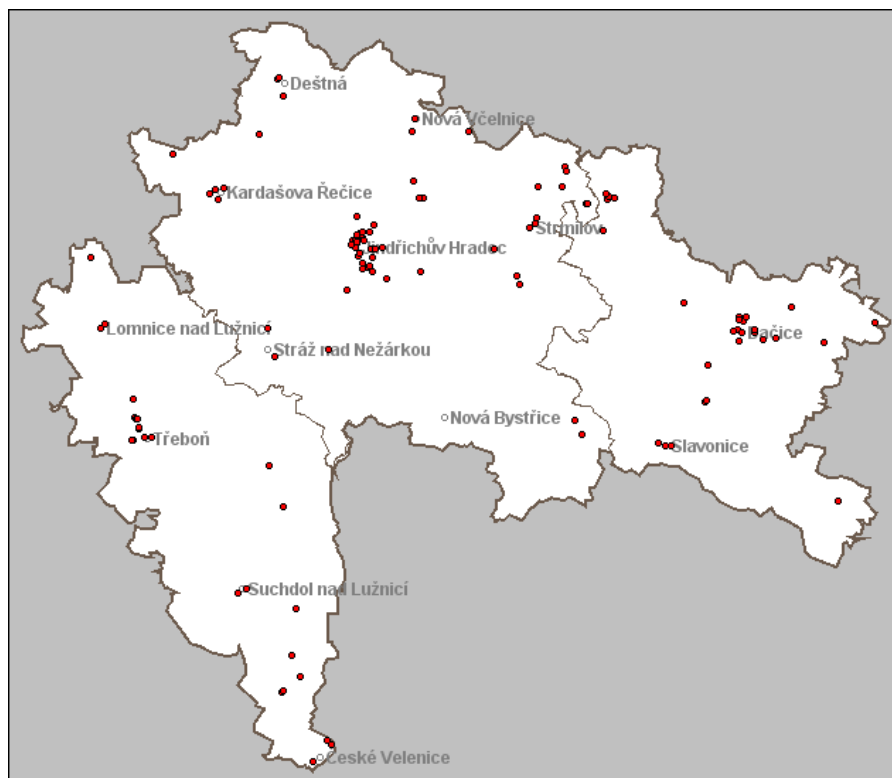 Deštná
Nová Včelnice
Kardašova Řečice
Strmilov
Jindřichův Hradec
Lomnice nad Lužnicí
Dačice
Stráž nad Nežárkou
Nová Bystřice
Třeboň
Slavonice
Suchdol nad Lužnicí
České Velenice